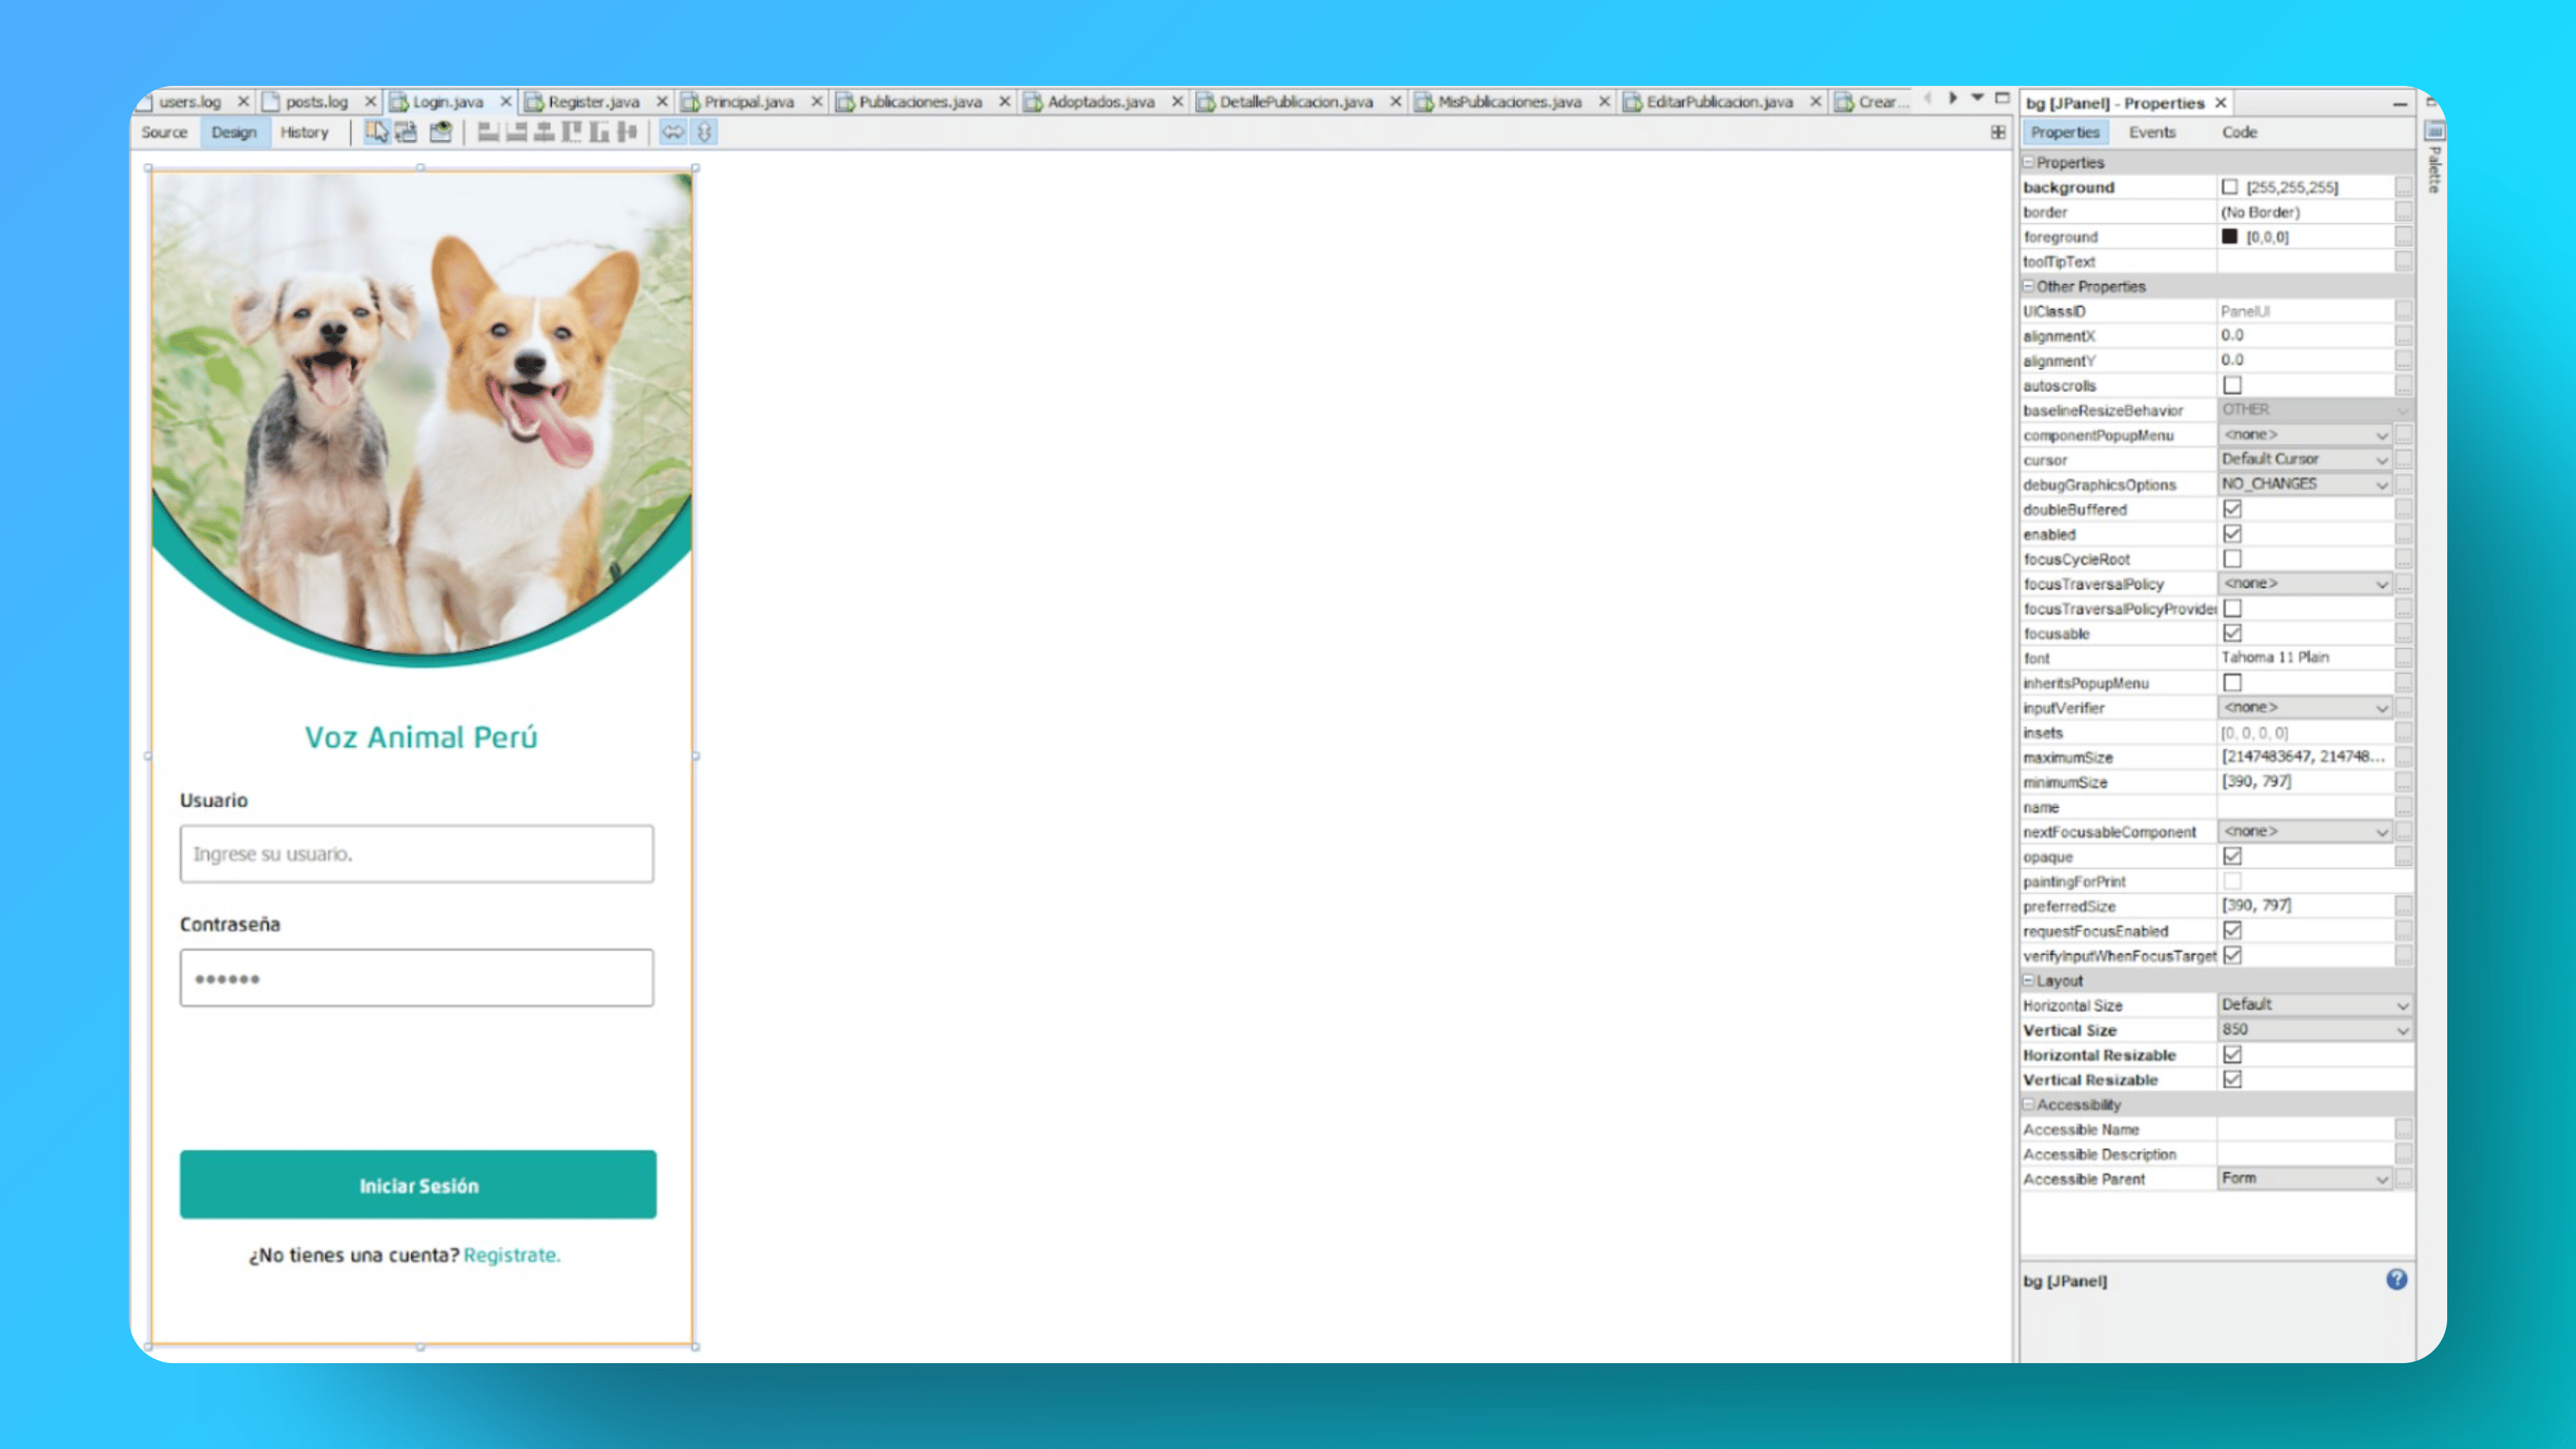 users.log posts.log Login.java Register.java Principal.java Publicaciones.java Adoptados.java DetallePublicacion.java MisPublicaciones.java EditarPublicacion.java Crear...
Source Design History
Voz Animal Perú
Usuario
Ingrese su usuario.
Contraseña
••••••
Iniciar Sesión
¿No tienes una cuenta? Registrate.
bg [JPanel] - Properties
Properties Events Code
Properties
background [255,255,255]
border (No Border)
foreground [0,0,0]
toolTipText
Other Properties
UIClassID PanelUI
alignmentX 0.0
alignmentY 0.0
autoscrolls
baselineResizeBehavior OTHER
componentPopupMenu <none>
cursor Default Cursor
debugGraphicsOptions NO_CHANGES
doubleBuffered
enabled
focusCycleRoot
focusTraversalPolicy <none>
focusTraversalPolicyProvider
focusable
font Tahoma 11 Plain
inheritsPopupMenu
inputVerifier <none>
insets [0, 0, 0, 0]
maximumSize [2147483647, 214748...
minimumSize [390, 797]
name
nextFocusableComponent <none>
opaque
paintingForPrint
preferredSize [390, 797]
requestFocusEnabled
verifyInputWhenFocusTarget
Layout
Horizontal Size Default
Vertical Size 850
Horizontal Resizable
Vertical Resizable
Accessibility
Accessible Name
Accessible Description
Accessible Parent Form
bg [JPanel]
?
Palette